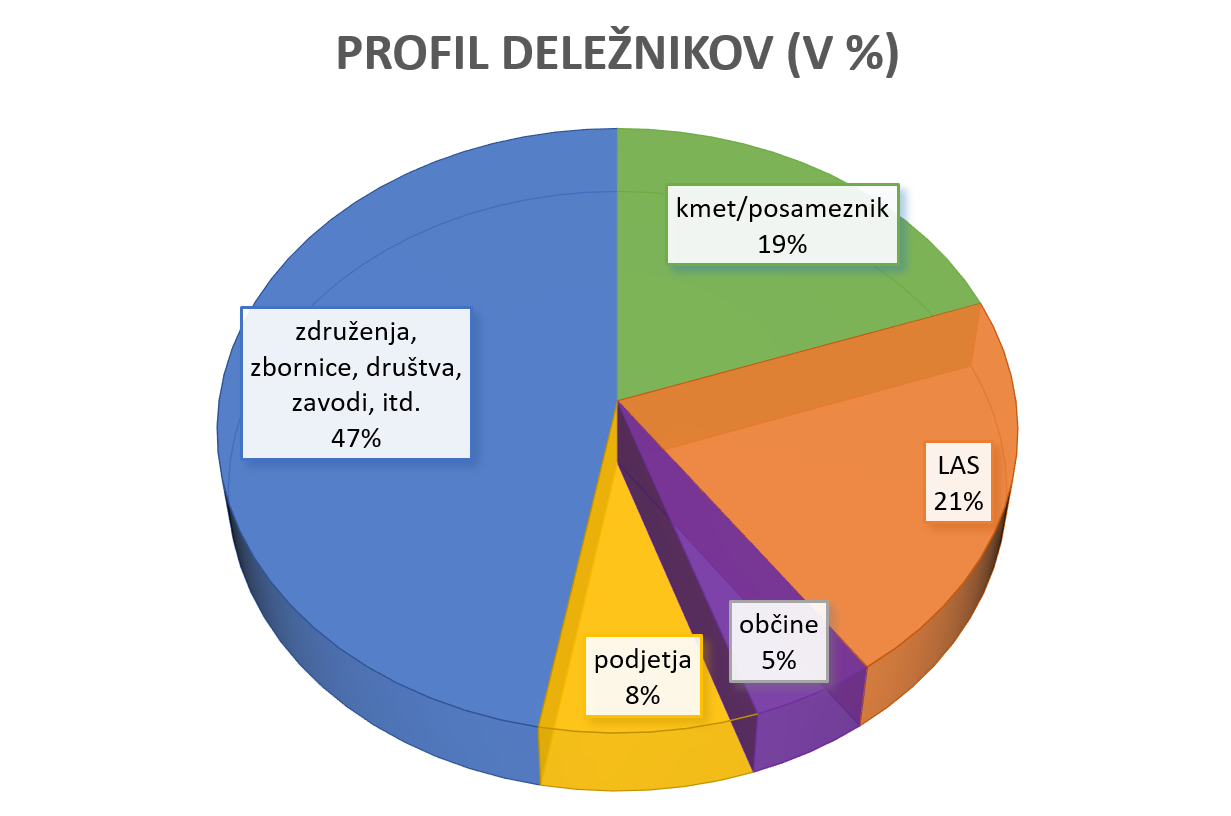 PROFIL DELEŽNIKOV (V %)
kmet/posameznik
19%
LAS
21%
občine
5%
podjetja
8%
združenja,
zbornice, društva,
zavodi, itd.
47%